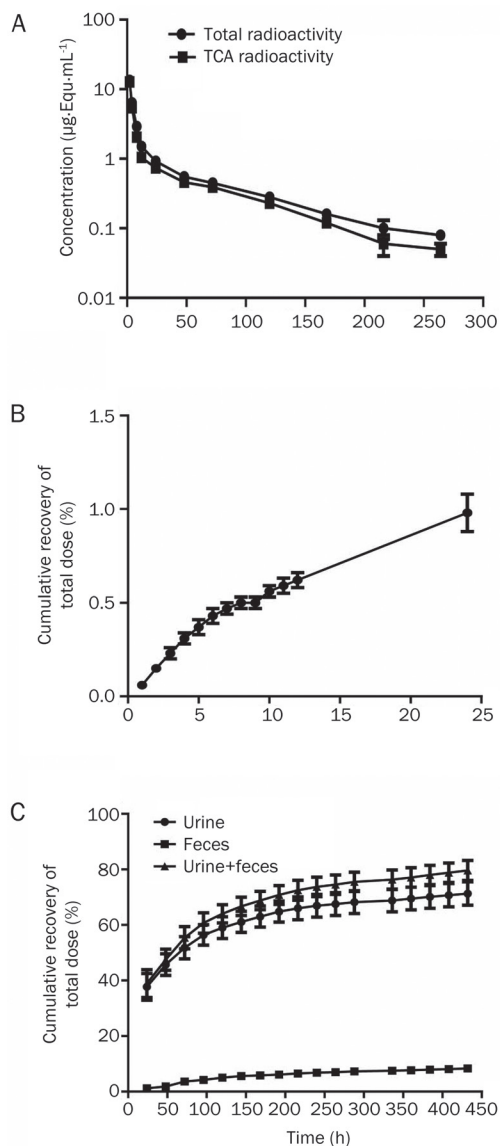 A
Total radioactivity
TCA radioactivity
Concentration (µg·Equ·mL⁻¹)
100
10
1
0.1
0.01
0 50 100 150 200 250 300
B
Cumulative recovery of
total dose (%)
1.5
1.0
0.5
0.0
0 5 10 15 20 25
C
Urine
Feces
Urine+feces
Cumulative recovery of
total dose (%)
100
80
60
40
20
0
0 50 100 150 200 250 300 350 400 450
Time (h)